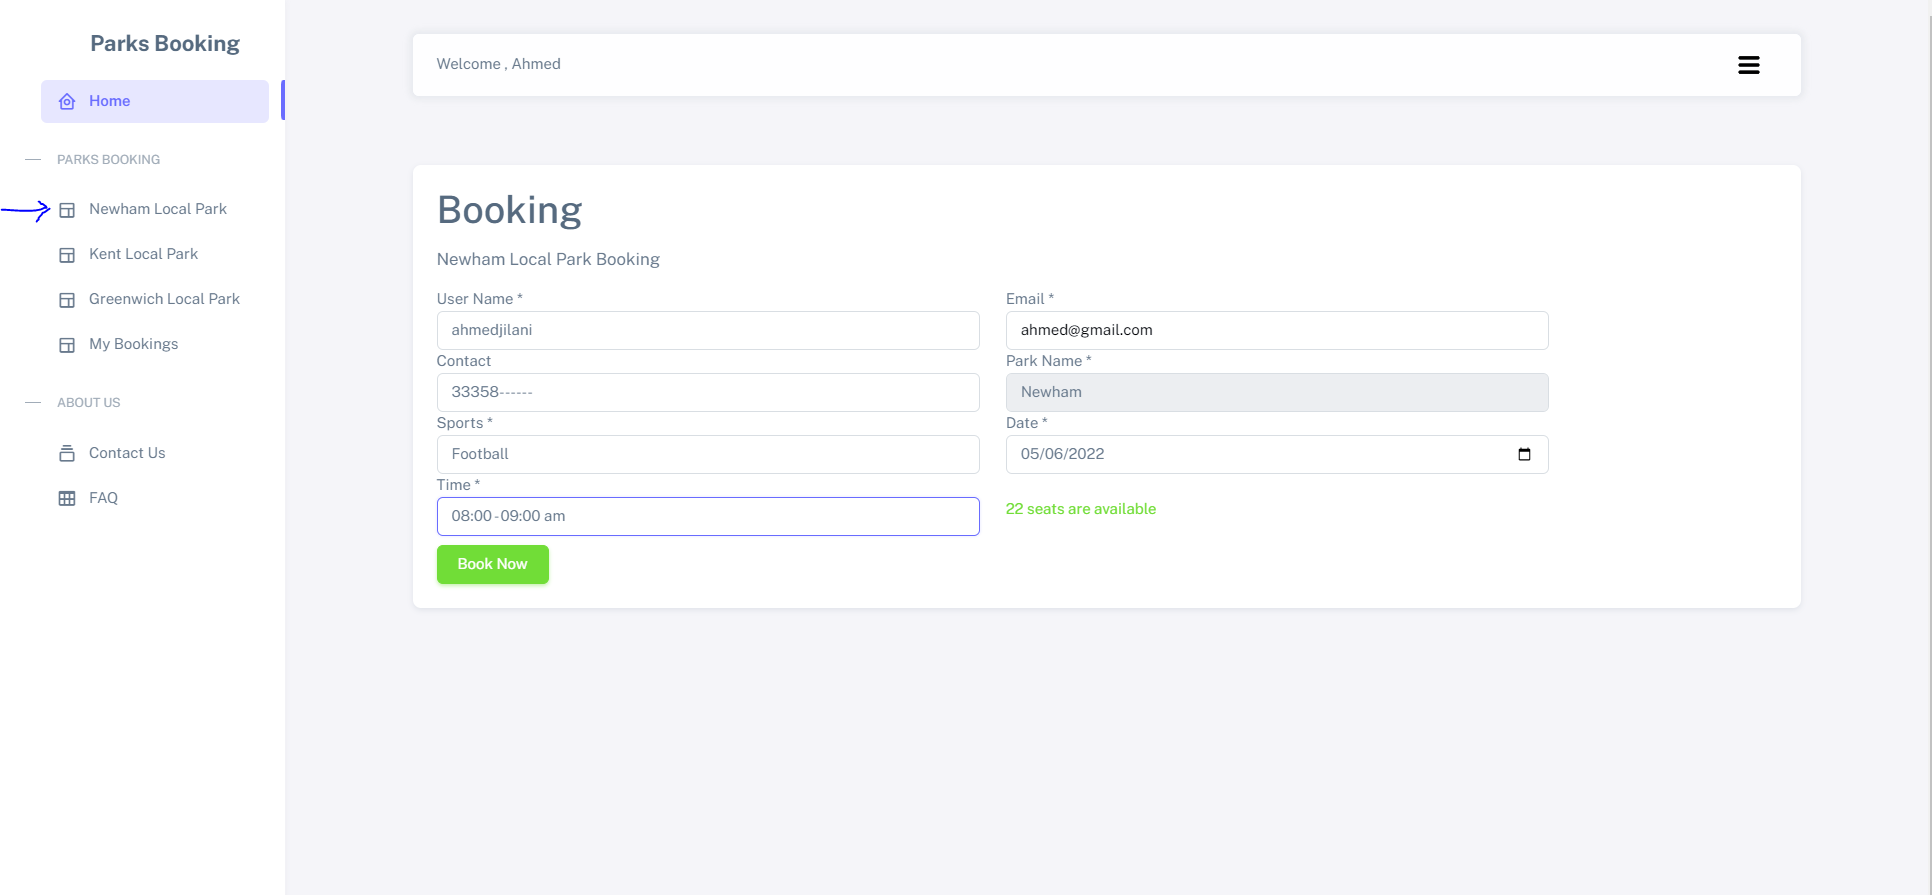 Parks Booking
Home
PARKS BOOKING
Newham Local Park
Kent Local Park
Greenwich Local Park
My Bookings
ABOUT US
Contact Us
FAQ
Welcome , Ahmed
Booking
Newham Local Park Booking
User Name *
ahmedjilani
Email *
ahmed@gmail.com
Contact
33358------
Park Name *
Newham
Sports *
Football
Date *
05/06/2022
Time *
08:00 - 09:00 am
22 seats are available
Book Now